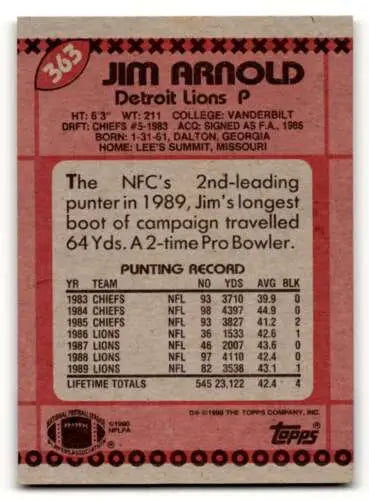 363
JIM ARNOLD
Detroit Lions P
HT: 6'3" WT: 211 COLLEGE: VANDERBILT
DRFT: CHIEFS #5-1983 ACQ: SIGNED AS F.A., 1986
BORN: 1-31-61, DALTON, GEORGIA
HOME: LEE'S SUMMIT, MISSOURI
The NFC's 2nd-leading
punter in 1989, Jim's longest
boot of campaign travelled
64 Yds. A 2-time Pro Bowler.
PUNTING RECORD
YR TEAM NO YDS AVG BLK
1983 CHIEFS NFL 93 3710 39.9 0
1984 CHIEFS NFL 98 4397 44.9 0
1985 CHIEFS NFL 93 3827 41.2 2
1986 LIONS NFL 36 1533 42.6 1
1987 LIONS NFL 46 2007 43.6 0
1988 LIONS NFL 97 4110 42.4 0
1989 LIONS NFL 82 3538 43.1 1
LIFETIME TOTALS 545 23,122 42.4 4
©1990
NFLPA
D* ©1990 THE TOPPS COMPANY, INC.
TOPPS